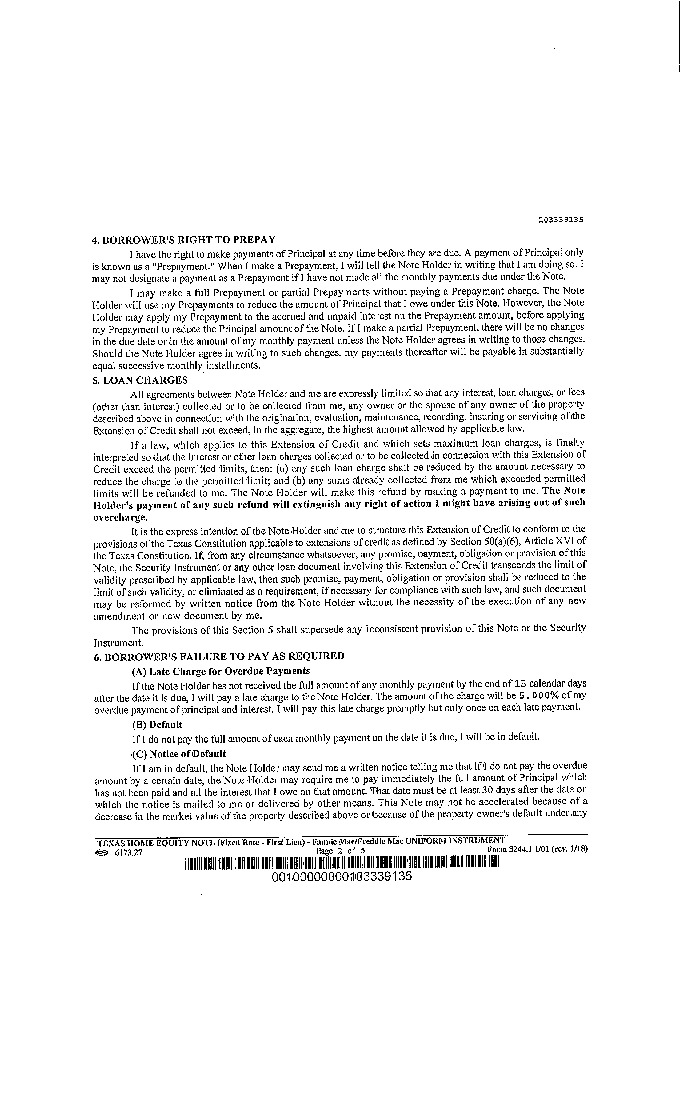 103339135
4. BORROWER'S RIGHT TO PREPAY
I have the right to make payments of Principal at any time before they are due. A payment of Principal only
is known as a "Prepayment." When I make a Prepayment, I will tell the Note Holder in writing that I am doing so. I
may not designate a payment as a Prepayment if I have not made all the monthly payments due under the Note.
I may make a full Prepayment or partial Prepayments without paying a Prepayment charge. The Note
Holder will use my Prepayments to reduce the amount of Principal that I owe under this Note. However, the Note
Holder may apply my Prepayment to the accrued and unpaid interest on the Prepayment amount, before applying
my Prepayment to reduce the Principal amount of the Note. If I make a partial Prepayment, there will be no changes
in the due date or in the amount of my monthly payment unless the Note Holder agrees in writing to those changes.
Should the Note Holder agree in writing to such changes, my payments thereafter will be payable in substantially
equal successive monthly installments.
5. LOAN CHARGES
All agreements between Note Holder and me are expressly limited so that any interest, loan charges, or fees
(other than interest) collected or to be collected from me, any owner or the spouse of any owner of the property
described above in connection with the origination, evaluation, maintenance, recording, insuring or servicing of the
Extension of Credit shall not exceed, in the aggregate, the highest amount allowed by applicable law.
If a law, which applies to this Extension of Credit and which sets maximum loan charges, is finally
interpreted so that the interest or other loan charges collected or to be collected in connection with this Extension of
Credit exceed the permitted limits, then: (a) any such loan charge shall be reduced by the amount necessary to
reduce the charge to the permitted limit; and (b) any sums already collected from me which exceeded permitted
limits will be refunded to me. The Note Holder will make this refund by making a payment to me. The Note
Holder's payment of any such refund will extinguish any right of action I might have arising out of such
overcharge.
It is the express intention of the Note Holder and me to structure this Extension of Credit to conform to the
provisions of the Texas Constitution applicable to extensions of credit as defined by Section 50(a)(6), Article XVI of
the Texas Constitution. If, from any circumstance whatsoever, any promise, payment, obligation or provision of this
Note, the Security Instrument or any other loan document involving this Extension of Credit transcends the limit of
validity prescribed by applicable law, then such promise, payment, obligation or provision shall be reduced to the
limit of such validity, or eliminated as a requirement, if necessary for compliance with such law, and such document
may be reformed by written notice from the Note Holder without the necessity of the execution of any new
amendment or new document by me.
The provisions of this Section 5 shall supersede any inconsistent provision of this Note or the Security
Instrument.
6. BORROWER'S FAILURE TO PAY AS REQUIRED
(A) Late Charge for Overdue Payments
If the Note Holder has not received the full amount of any monthly payment by the end of 15 calendar days
after the date it is due, I will pay a late charge to the Note Holder. The amount of the charge will be 5.000% of my
overdue payment of principal and interest. I will pay this late charge promptly but only once on each late payment.
(B) Default
If I do not pay the full amount of each monthly payment on the date it is due, I will be in default.
(C) Notice of Default
If I am in default, the Note Holder may send me a written notice telling me that if I do not pay the overdue
amount by a certain date, the Note Holder may require me to pay immediately the full amount of Principal which
has not been paid and all the interest that I owe on that amount. That date must be at least 30 days after the date on
which the notice is mailed to me or delivered by other means. This Note may not be accelerated because of a
decrease in the market value of the property described above or because of the property owner's default under any
TEXAS HOME EQUITY NOTE (Fixed Rate - First Lien) - Fannie Mae/Freddie Mac UNIFORM INSTRUMENT
6173.27 Page 2 of 5 Form 3244.1 1/01 (rev. 1/18)
00100000000103339135